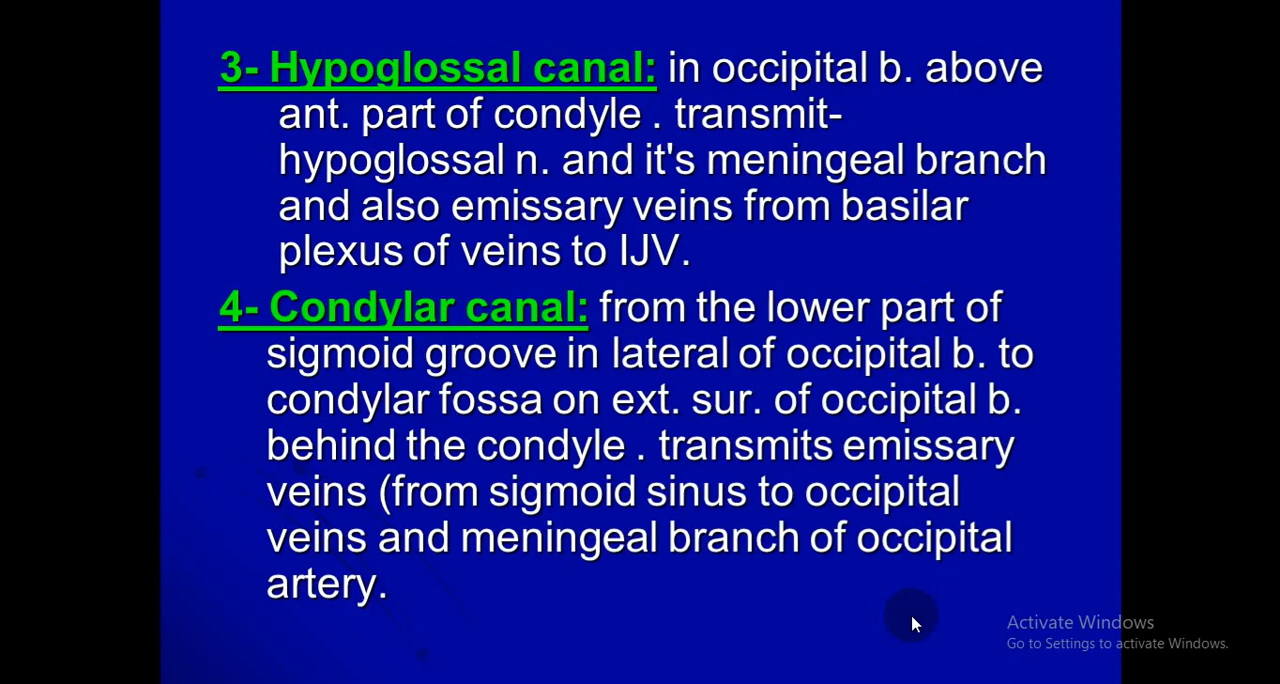 3- Hypoglossal canal: in occipital b. above
ant. part of condyle . transmit-
hypoglossal n. and it's meningeal branch
and also emissary veins from basilar
plexus of veins to IJV.
4- Condylar canal: from the lower part of
sigmoid groove in lateral of occipital b. to
condylar fossa on ext. sur. of occipital b.
behind the condyle . transmits emissary
veins (from sigmoid sinus to occipital
veins and meningeal branch of occipital
artery.
Activate Windows
Go to Settings to activate Windows.